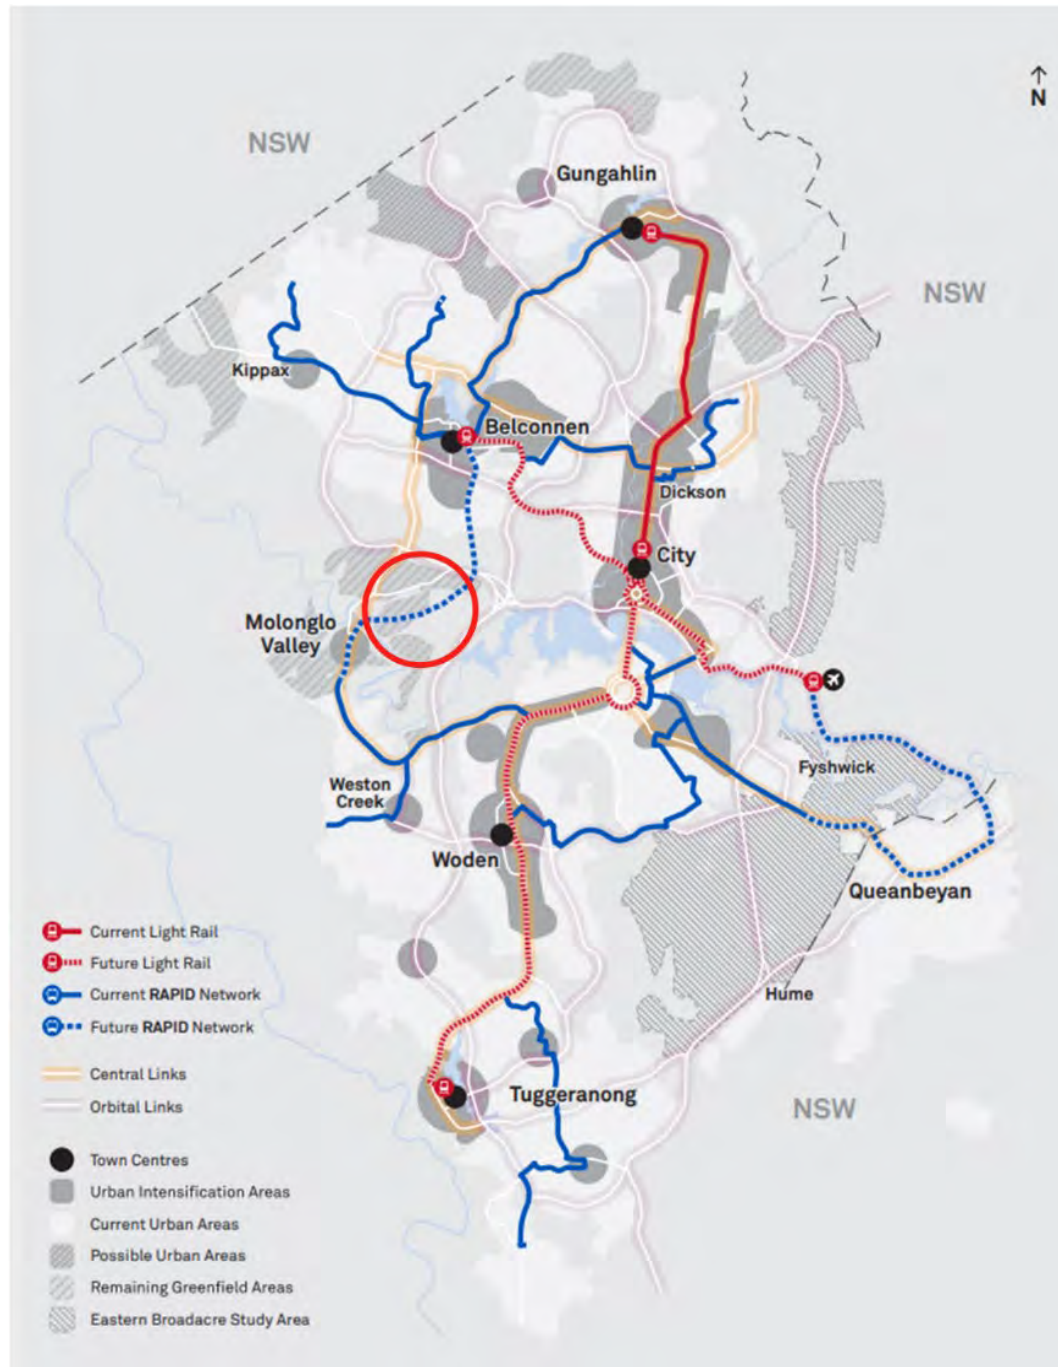 N
NSW
Gungahlin
NSW
Kippax
Belconnen
Dickson
City
Molonglo
Valley
Fyshwick
Weston
Creek
Woden
Queanbeyan
Hume
Tuggeranong
NSW
Current Light Rail
Future Light Rail
Current RAPID Network
Future RAPID Network
Central Links
Orbital Links
Town Centres
Urban Intensification Areas
Current Urban Areas
Possible Urban Areas
Remaining Greenfield Areas
Eastern Broadacre Study Area